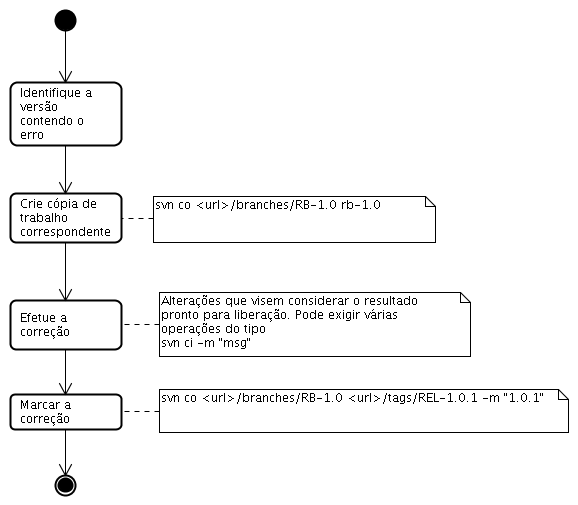 Identifique a
versão
contendo o
erro
Crie cópia de
trabalho
correspondente
svn co <url>/branches/RB-1.0 rb-1.0
Efetue a
correção
Alterações que visem considerar o resultado
pronto para liberação. Pode exigir várias
operações do tipo
svn ci -m "msg"
Marcar a
correção
svn co <url>/branches/RB-1.0 <url>/tags/REL-1.0.1 -m "1.0.1"